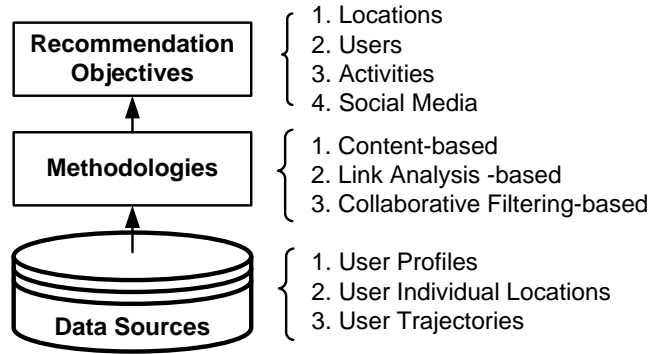 Recommendation
Objectives
1. Locations
2. Users
3. Activities
4. Social Media
Methodologies
1. Content-based
2. Link Analysis -based
3. Collaborative Filtering-based
Data Sources
1. User Profiles
2. User Individual Locations
3. User Trajectories